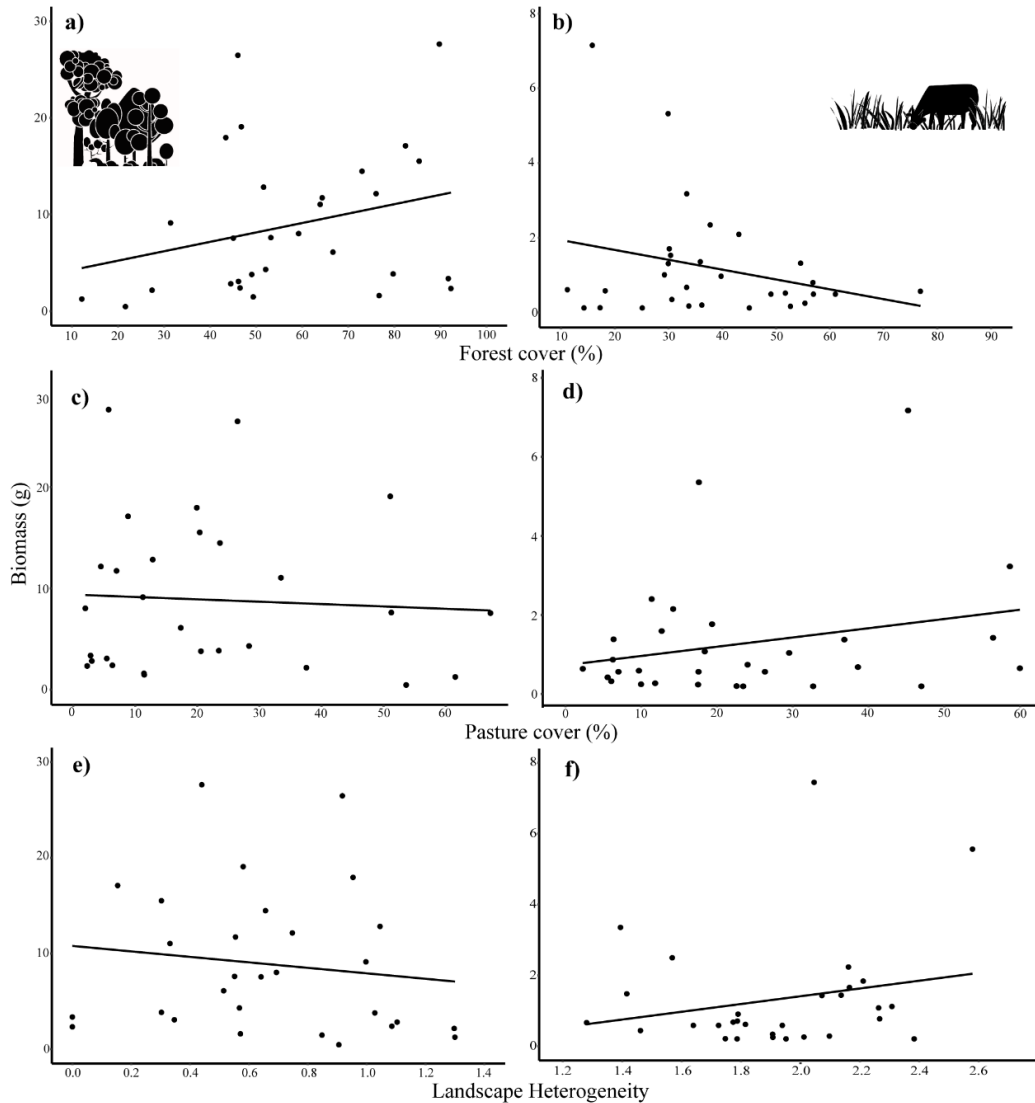 a)
30
20
10
0
10 20 30 40 50 60 70 80 90 100
b)
8
6
4
2
0
10 20 30 40 50 60 70 80 90
Forest cover (%)
c)
30
20
10
0
0 10 20 30 40 50 60
d)
8
6
4
2
0
0 10 20 30 40 50 60
Pasture cover (%)
Biomass (g)
e)
30
20
10
0
0.0 0.2 0.4 0.6 0.8 1.0 1.2 1.4
f)
8
6
4
2
0
1.2 1.4 1.6 1.8 2.0 2.2 2.4 2.6
Landscape Heterogeneity